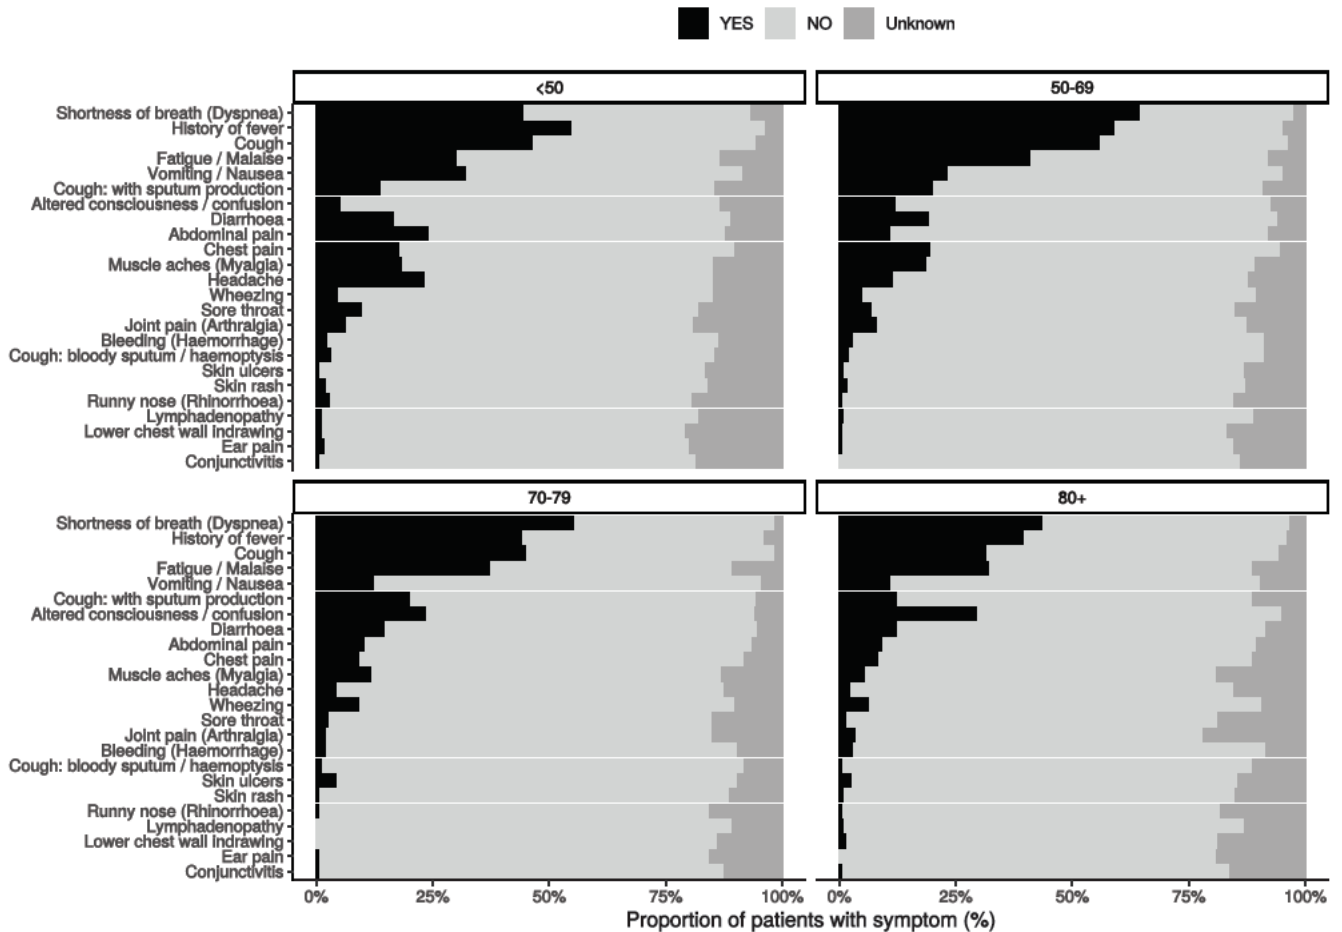 YES NO Unknown
<50
50-69
Shortness of breath (Dyspnea)
History of fever
Cough
Fatigue / Malaise
Vomiting / Nausea
Cough: with sputum production
Altered consciousness / confusion
Diarrhoea
Abdominal pain
Chest pain
Muscle aches (Myalgia)
Headache
Wheezing
Sore throat
Joint pain (Arthralgia)
Bleeding (Haemorrhage)
Cough: bloody sputum / haemoptysis
Skin ulcers
Skin rash
Runny nose (Rhinorrhoea)
Lymphadenopathy
Lower chest wall indrawing
Ear pain
Conjunctivitis
70-79
80+
Shortness of breath (Dyspnea)
History of fever
Cough
Fatigue / Malaise
Vomiting / Nausea
Cough: with sputum production
Altered consciousness / confusion
Diarrhoea
Abdominal pain
Chest pain
Muscle aches (Myalgia)
Headache
Wheezing
Sore throat
Joint pain (Arthralgia)
Bleeding (Haemorrhage)
Cough: bloody sputum / haemoptysis
Skin ulcers
Skin rash
Runny nose (Rhinorrhoea)
Lymphadenopathy
Lower chest wall indrawing
Ear pain
Conjunctivitis
0% 25% 50% 75% 100%
0% 25% 50% 75% 100%
Proportion of patients with symptom (%)